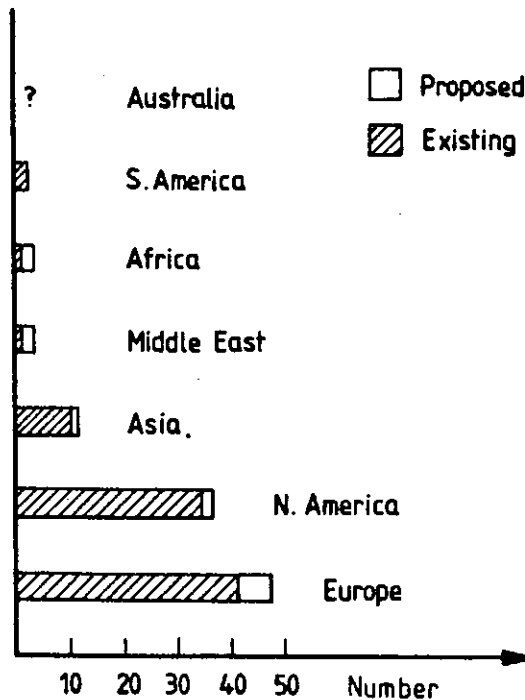 Proposed
Existing
? Australia
S. America
Africa
Middle East
Asia.
N. America
Europe
10 20 30 40 50 Number